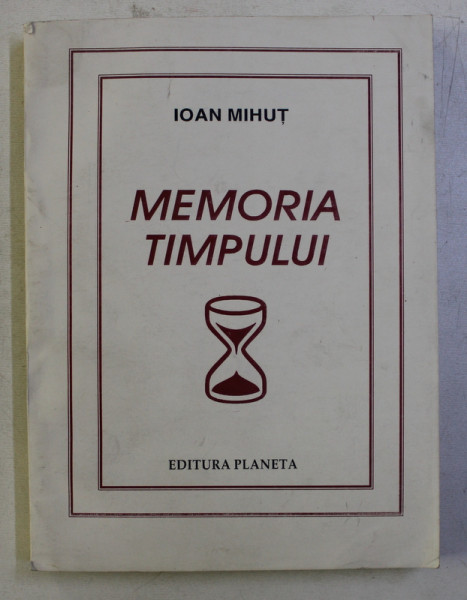 IOAN MIHUȚ
MEMORIA
TIMPULUI
EDITURA PLANETA